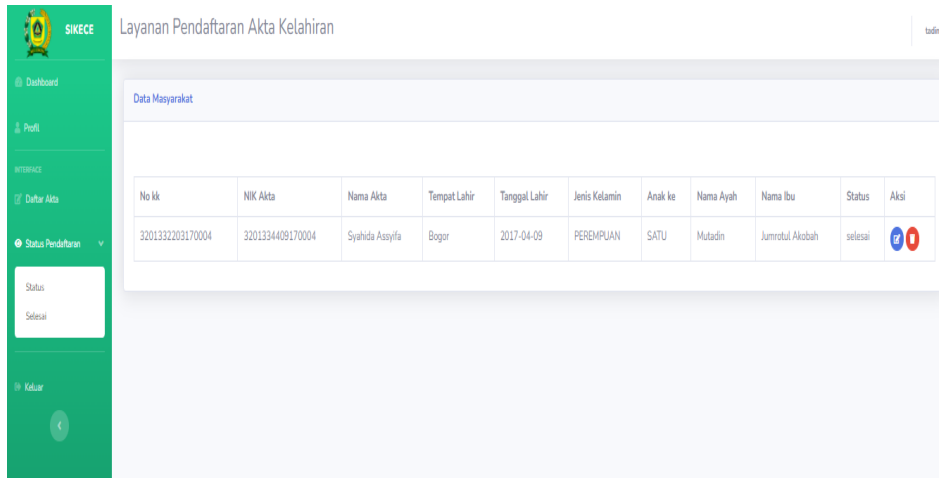 SIKECE
Layanan Pendaftaran Akta Kelahiran
tadin
Dashboard
Profil
INTERFACE
Daftar Akta
Status Pendaftaran
Status
Selesai
Keluar
Data Masyarakat
No kk NIK Akta Nama Akta Tempat Lahir Tanggal Lahir Jenis Kelamin Anak ke Nama Ayah Nama Ibu Status Aksi
3201332203170004 3201334409170004 Syahida Assyifa Bogor 2017-04-09 PEREMPUAN SATU Mutadin Jumrotul Akobah selesai